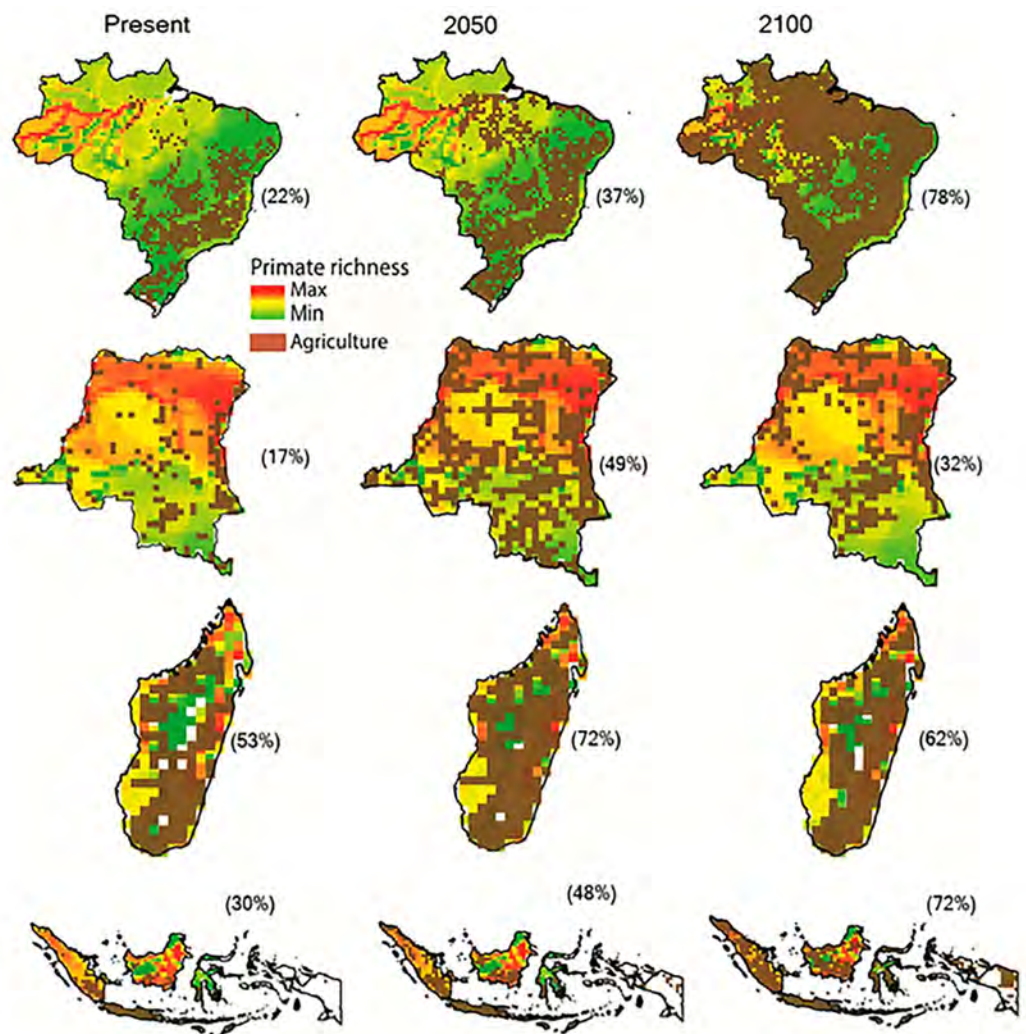 Present 2050 2100
(22%) (37%) (78%)
Primate richness
Max
Min
Agriculture
(17%) (49%) (32%)
(53%) (72%) (62%)
(30%) (48%) (72%)